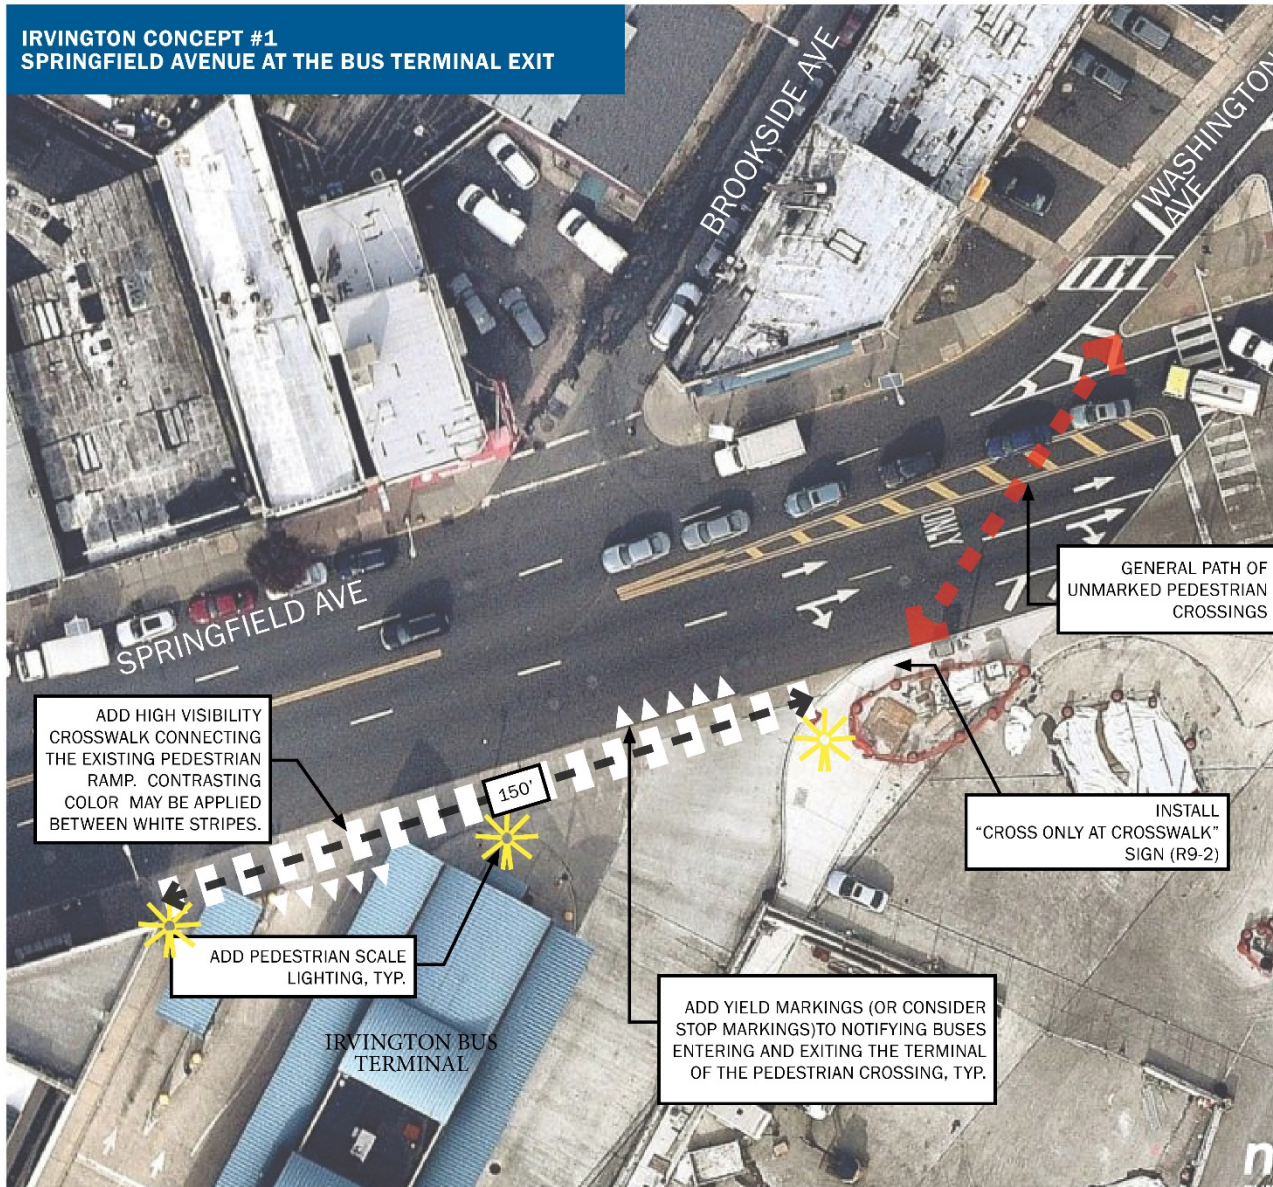 IRVINGTON CONCEPT #1
SPRINGFIELD AVENUE AT THE BUS TERMINAL EXIT
BROOKSIDE AVE
WASHINGTON
AVE
ONLY
GENERAL PATH OF
UNMARKED PEDESTRIAN
CROSSINGS
SPRINGFIELD AVE
ADD HIGH VISIBILITY
CROSSWALK CONNECTING
THE EXISTING PEDESTRIAN
RAMP. CONTRASTING
COLOR MAY BE APPLIED
BETWEEN WHITE STRIPES.
150'
INSTALL
“CROSS ONLY AT CROSSWALK”
SIGN (R9-2)
ADD PEDESTRIAN SCALE
LIGHTING, TYP.
ADD YIELD MARKINGS (OR CONSIDER
STOP MARKINGS)TO NOTIFYING BUSES
ENTERING AND EXITING THE TERMINAL
OF THE PEDESTRIAN CROSSING, TYP.
IRVINGTON BUS
TERMINAL